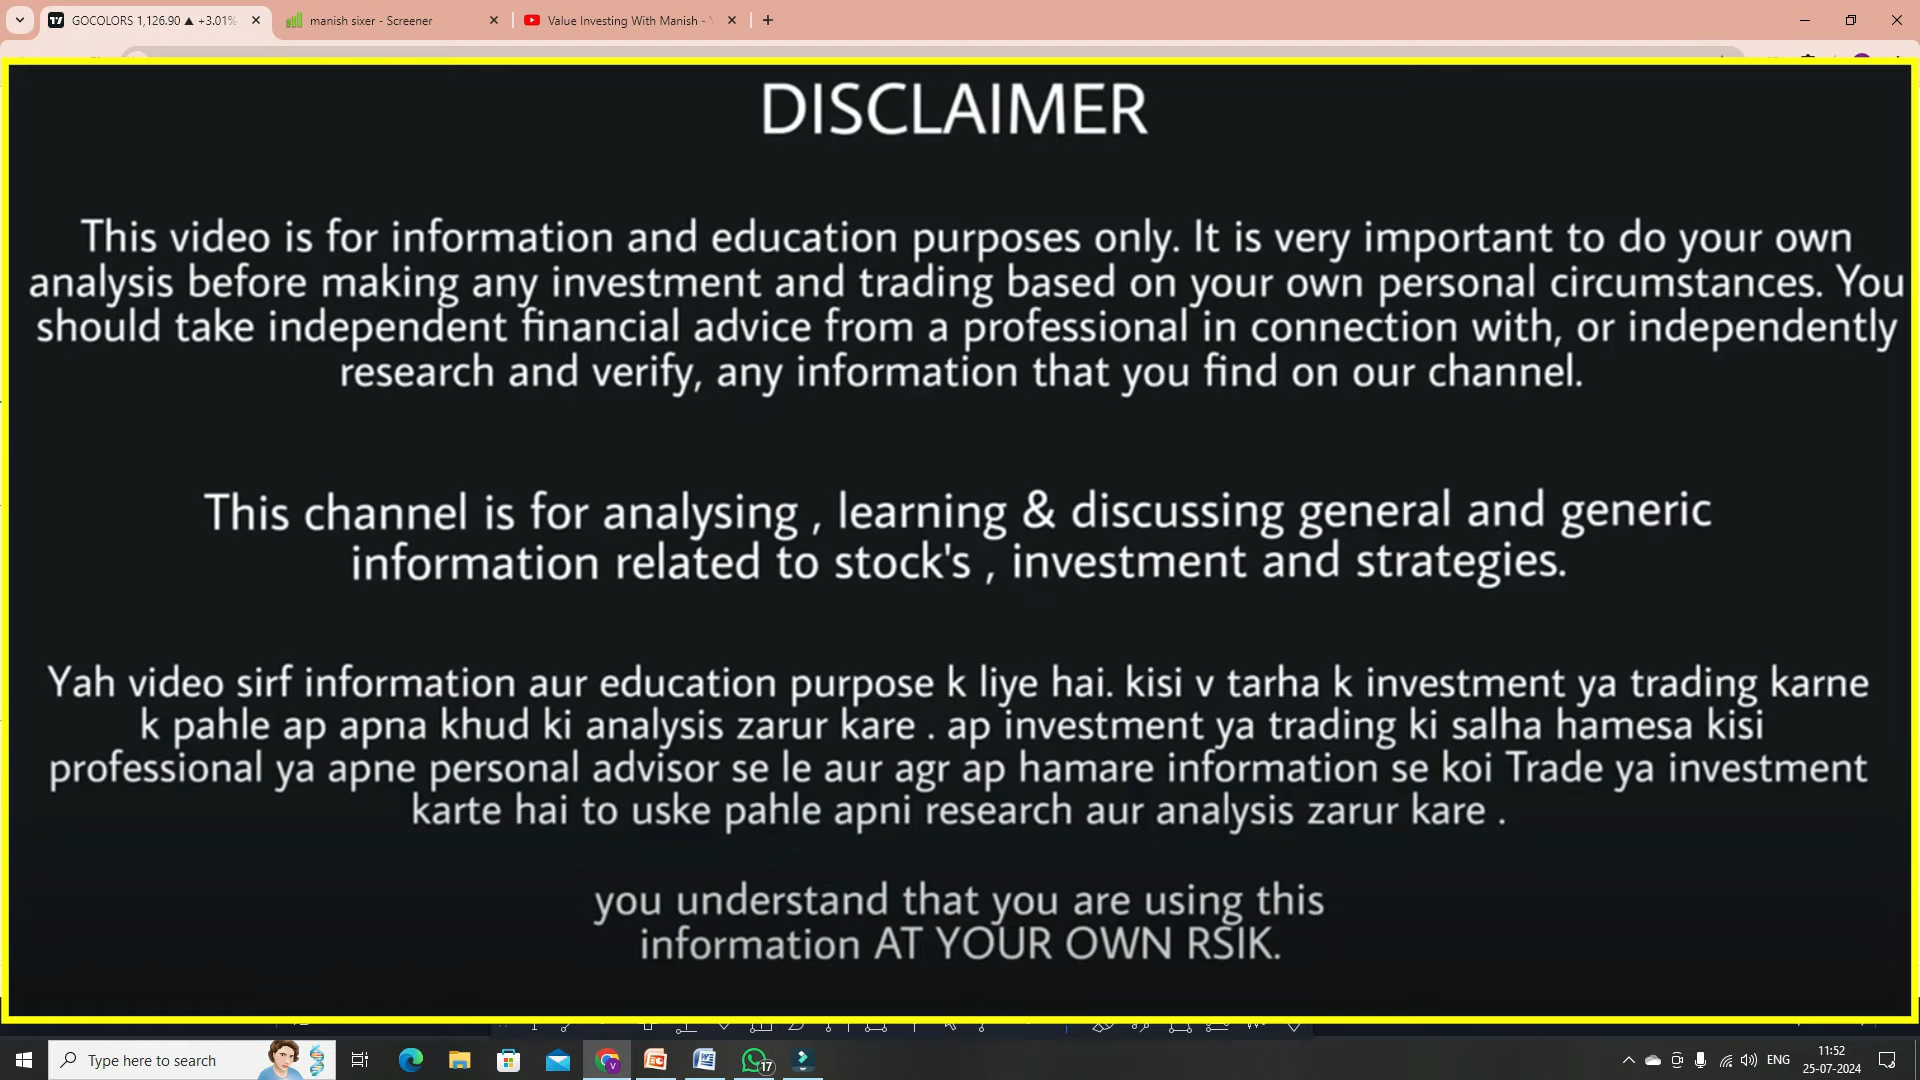 GOCOLORS 1,126.90 ▲ +3.01%
manish sixer - Screener
Value Investing With Manish -
DISCLAIMER
This video is for information and education purposes only. It is very important to do your own
analysis before making any investment and trading based on your own personal circumstances. You
should take independent financial advice from a professional in connection with, or independently
research and verify, any information that you find on our channel.
This channel is for analysing , learning & discussing general and generic
information related to stock's , investment and strategies.
Yah video sirf information aur education purpose k liye hai. kisi v tarha k investment ya trading karne
k pahle ap apna khud ki analysis zarur kare . ap investment ya trading ki salha hamesa kisi
professional ya apne personal advisor se le aur agr ap hamare information se koi Trade ya investment
karte hai to uske pahle apni research aur analysis zarur kare .
you understand that you are using this
information AT YOUR OWN RSIK.
Type here to search
17
ENG
11:52
25-07-2024